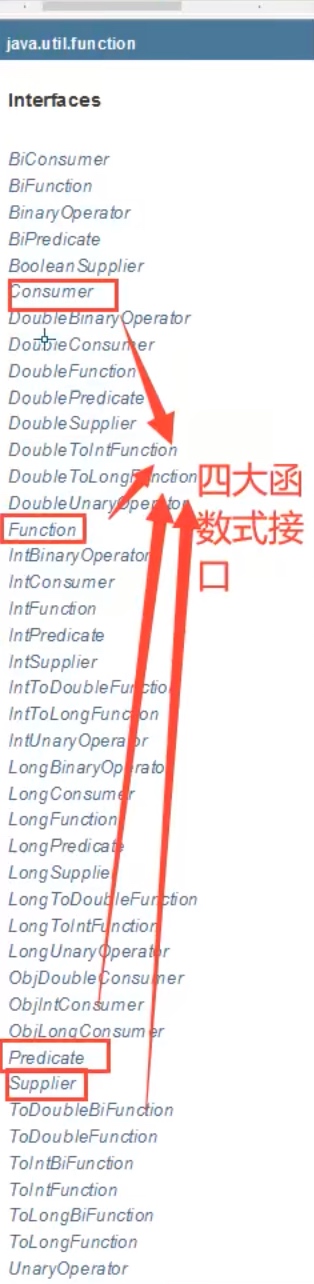 java.util.function
Interfaces
BiConsumer
BiFunction
BinaryOperator
BiPredicate
BooleanSupplier
Consumer
DoubleBinaryOperator
DoubleConsumer
DoubleFunction
DoublePredicate
DoubleSupplier
DoubleToIntFunction
DoubleToLongFunction
DoubleUnaryOperator
四大函
数式接
口
Function
IntBinaryOperator
IntConsumer
IntFunction
IntPredicate
IntSupplier
IntToDoubleFunction
IntToLongFunction
IntUnaryOperator
LongBinaryOperator
LongConsumer
LongFunction
LongPredicate
LongSupplier
LongToDoubleFunction
LongToIntFunction
LongUnaryOperator
ObjDoubleConsumer
ObjIntConsumer
ObjLongConsumer
Predicate
Supplier
ToDoubleBiFunction
ToDoubleFunction
ToIntBiFunction
ToIntFunction
ToLongBiFunction
ToLongFunction
UnaryOperator